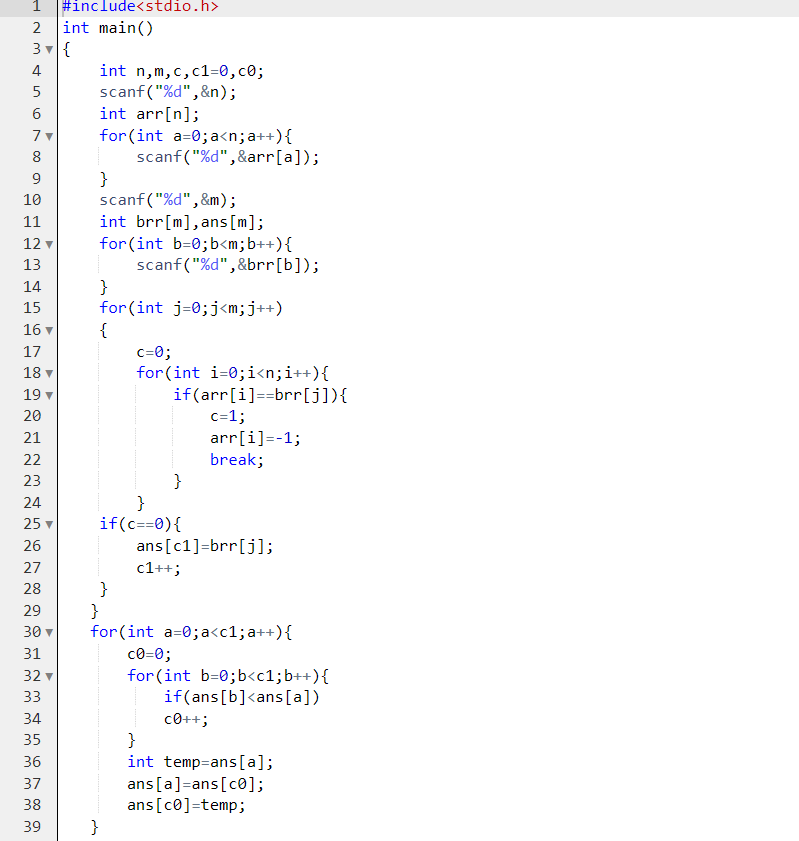 1 #include<stdio.h>
2 int main()
3 {
4 int n,m,c,c1=0,c0;
5 scanf("%d",&n);
6 int arr[n];
7 for(int a=0;a<n;a++){
8 scanf("%d",&arr[a]);
9 }
10 scanf("%d",&m);
11 int brr[m],ans[m];
12 for(int b=0;b<m;b++){
13 scanf("%d",&brr[b]);
14 }
15 for(int j=0;j<m;j++)
16 {
17 c=0;
18 for(int i=0;i<n;i++){
19 if(arr[i]==brr[j]){
20 c=1;
21 arr[i]=-1;
22 break;
23 }
24 }
25 if(c==0){
26 ans[c1]=brr[j];
27 c1++;
28 }
29 }
30 for(int a=0;a<c1;a++){
31 c0=0;
32 for(int b=0;b<c1;b++){
33 if(ans[b]<ans[a])
34 c0++;
35 }
36 int temp=ans[a];
37 ans[a]=ans[c0];
38 ans[c0]=temp;
39 }